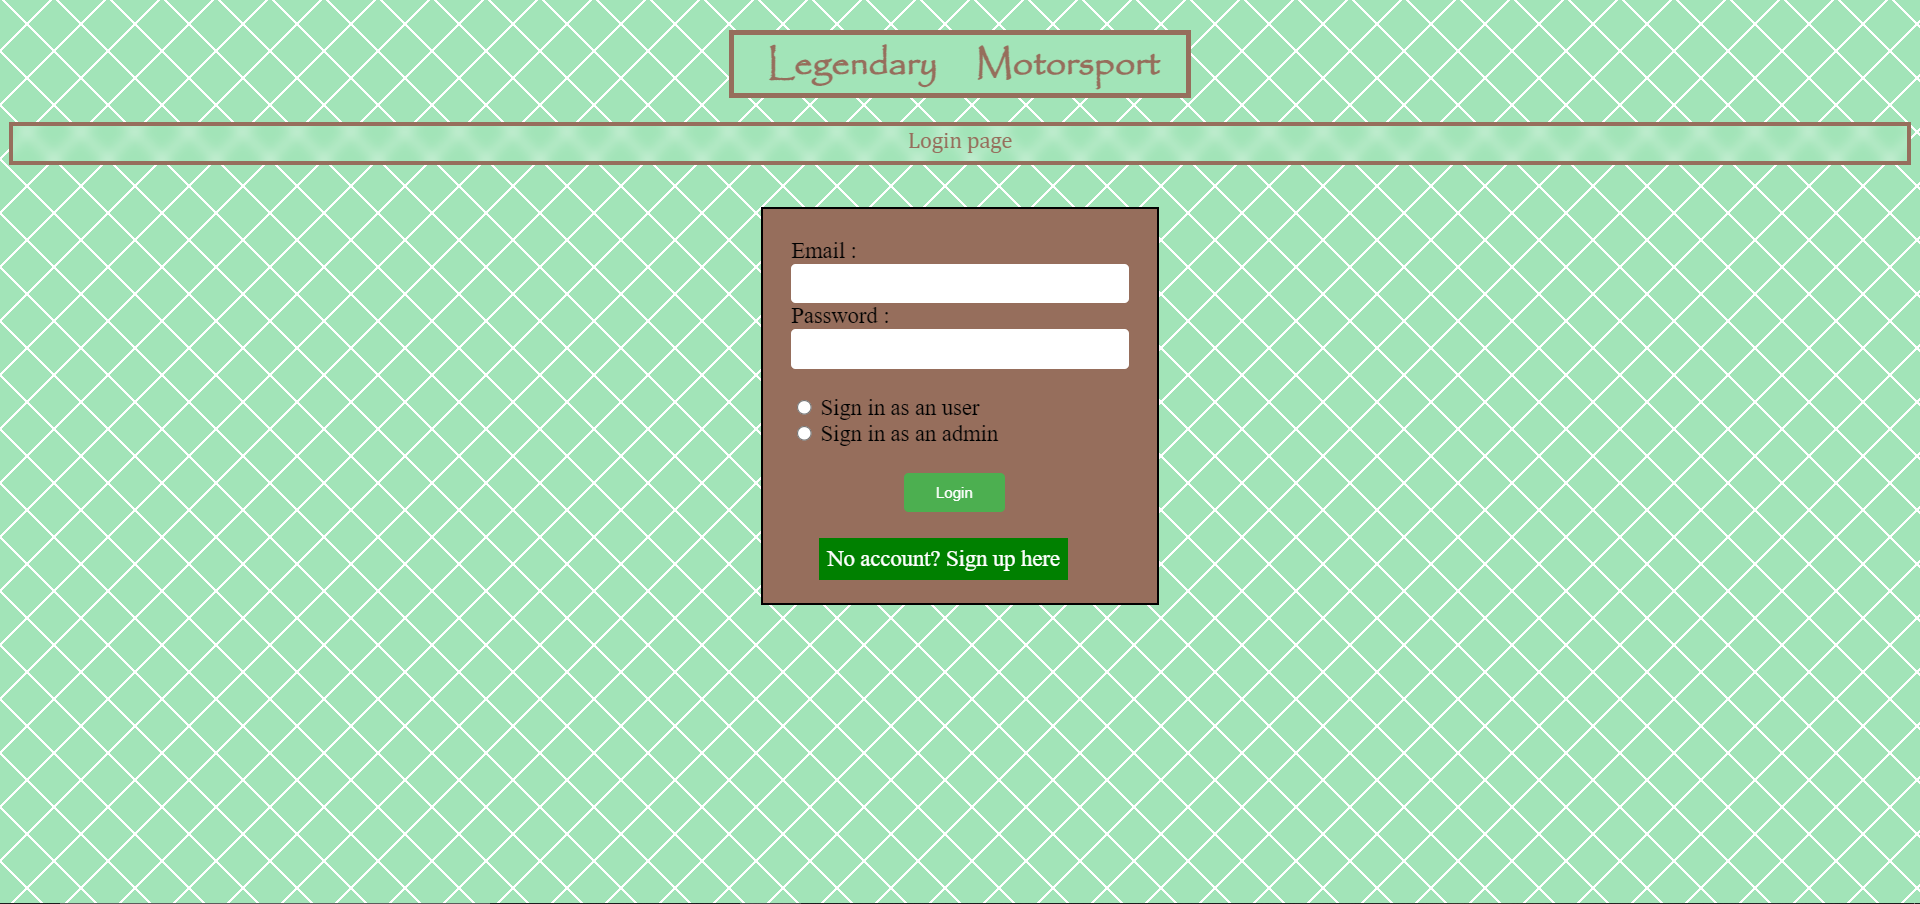 Legendary Motorsport
Login page
Email :
Password :
Sign in as an user
Sign in as an admin
Login
No account? Sign up here